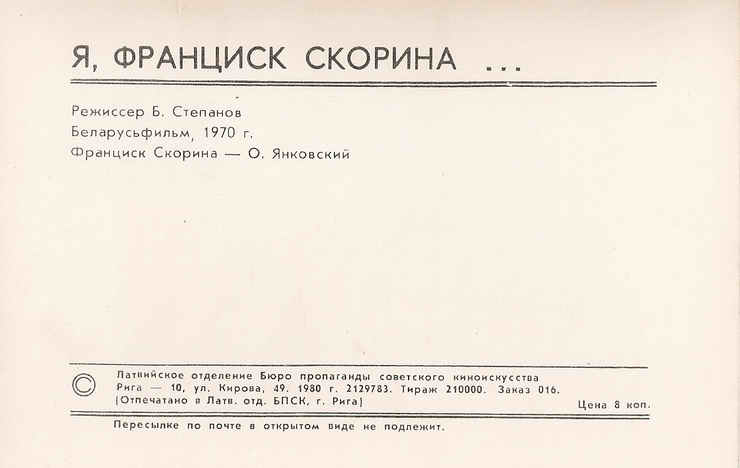 Я, ФРАНЦИСК СКОРИНА ...
Режиссер Б. Степанов
Беларусьфильм, 1970 г.
Франциск Скорина — О. Янковский
© Латвийское отделение Бюро пропаганды советского киноискусства
Рига — 10, ул. Кирова, 49. 1980 г. 2129783. Тираж 210000. Заказ 016.
(Отпечатано в Латв. отд. БПСК, г. Рига)
Цена 8 коп.
Пересылке по почте в открытом виде не подлежит.